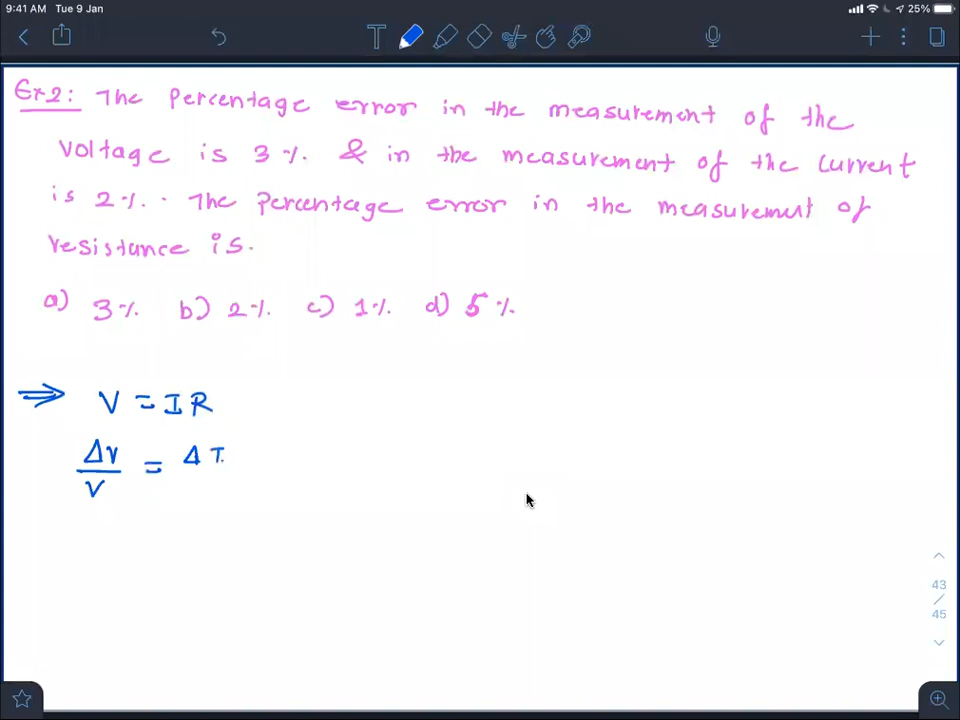 9:41 AM Tue 9 Jan
25%
Ex2: The Percentage error in the measurement of the
Voltage is 3 % & in the measurement of the current
is 2 %. The percentage error in the measurement of
resistance is.
a) 3 % b) 2 % c) 1 % d) 5 %
⇒ V = IR
ΔV/V = ΔI
43
/
45